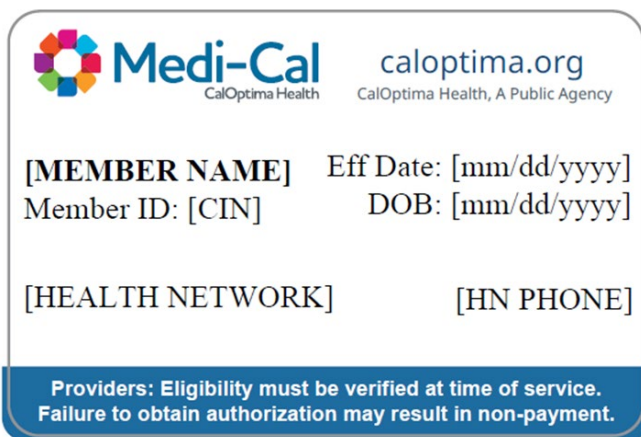 Medi-Cal
CalOptima Health
caloptima.org
CalOptima Health, A Public Agency
[MEMBER NAME]
Eff Date: [mm/dd/yyyy]
Member ID: [CIN]
DOB: [mm/dd/yyyy]
[HEALTH NETWORK]
[HN PHONE]
Providers: Eligibility must be verified at time of service.
Failure to obtain authorization may result in non-payment.